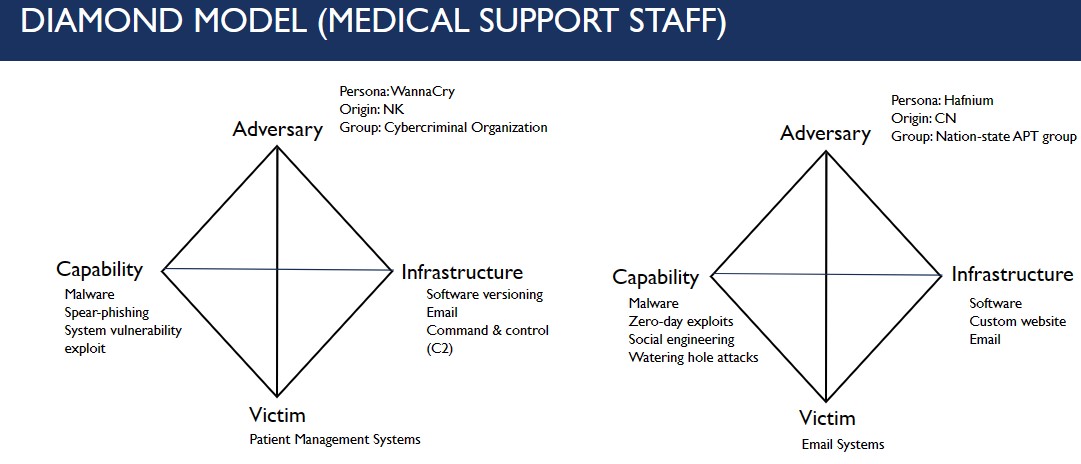 DIAMOND MODEL (MEDICAL SUPPORT STAFF)
Persona: WannaCry
Origin: NK
Group: Cybercriminal Organization
Adversary
Capability
Malware
Spear-phishing
System vulnerability
exploit
Infrastructure
Software versioning
Email
Command & control
(C2)
Victim
Patient Management Systems
Persona: Hafnium
Origin: CN
Group: Nation-state APT group
Adversary
Capability
Malware
Zero-day exploits
Social engineering
Watering hole attacks
Infrastructure
Software
Custom website
Email
Victim
Email Systems